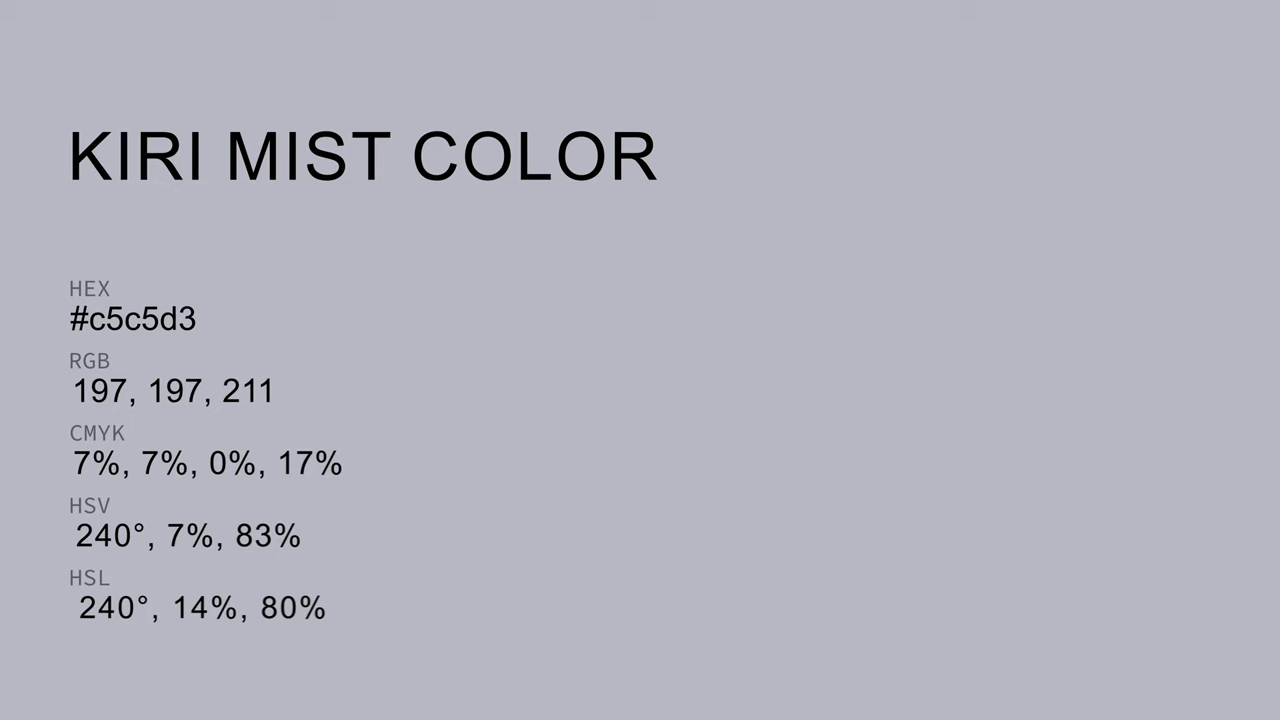 KIRI MIST COLOR
HEX
#c5c5d3
RGB
197, 197, 211
CMYK
7%, 7%, 0%, 17%
HSV
240°, 7%, 83%
HSL
240°, 14%, 80%